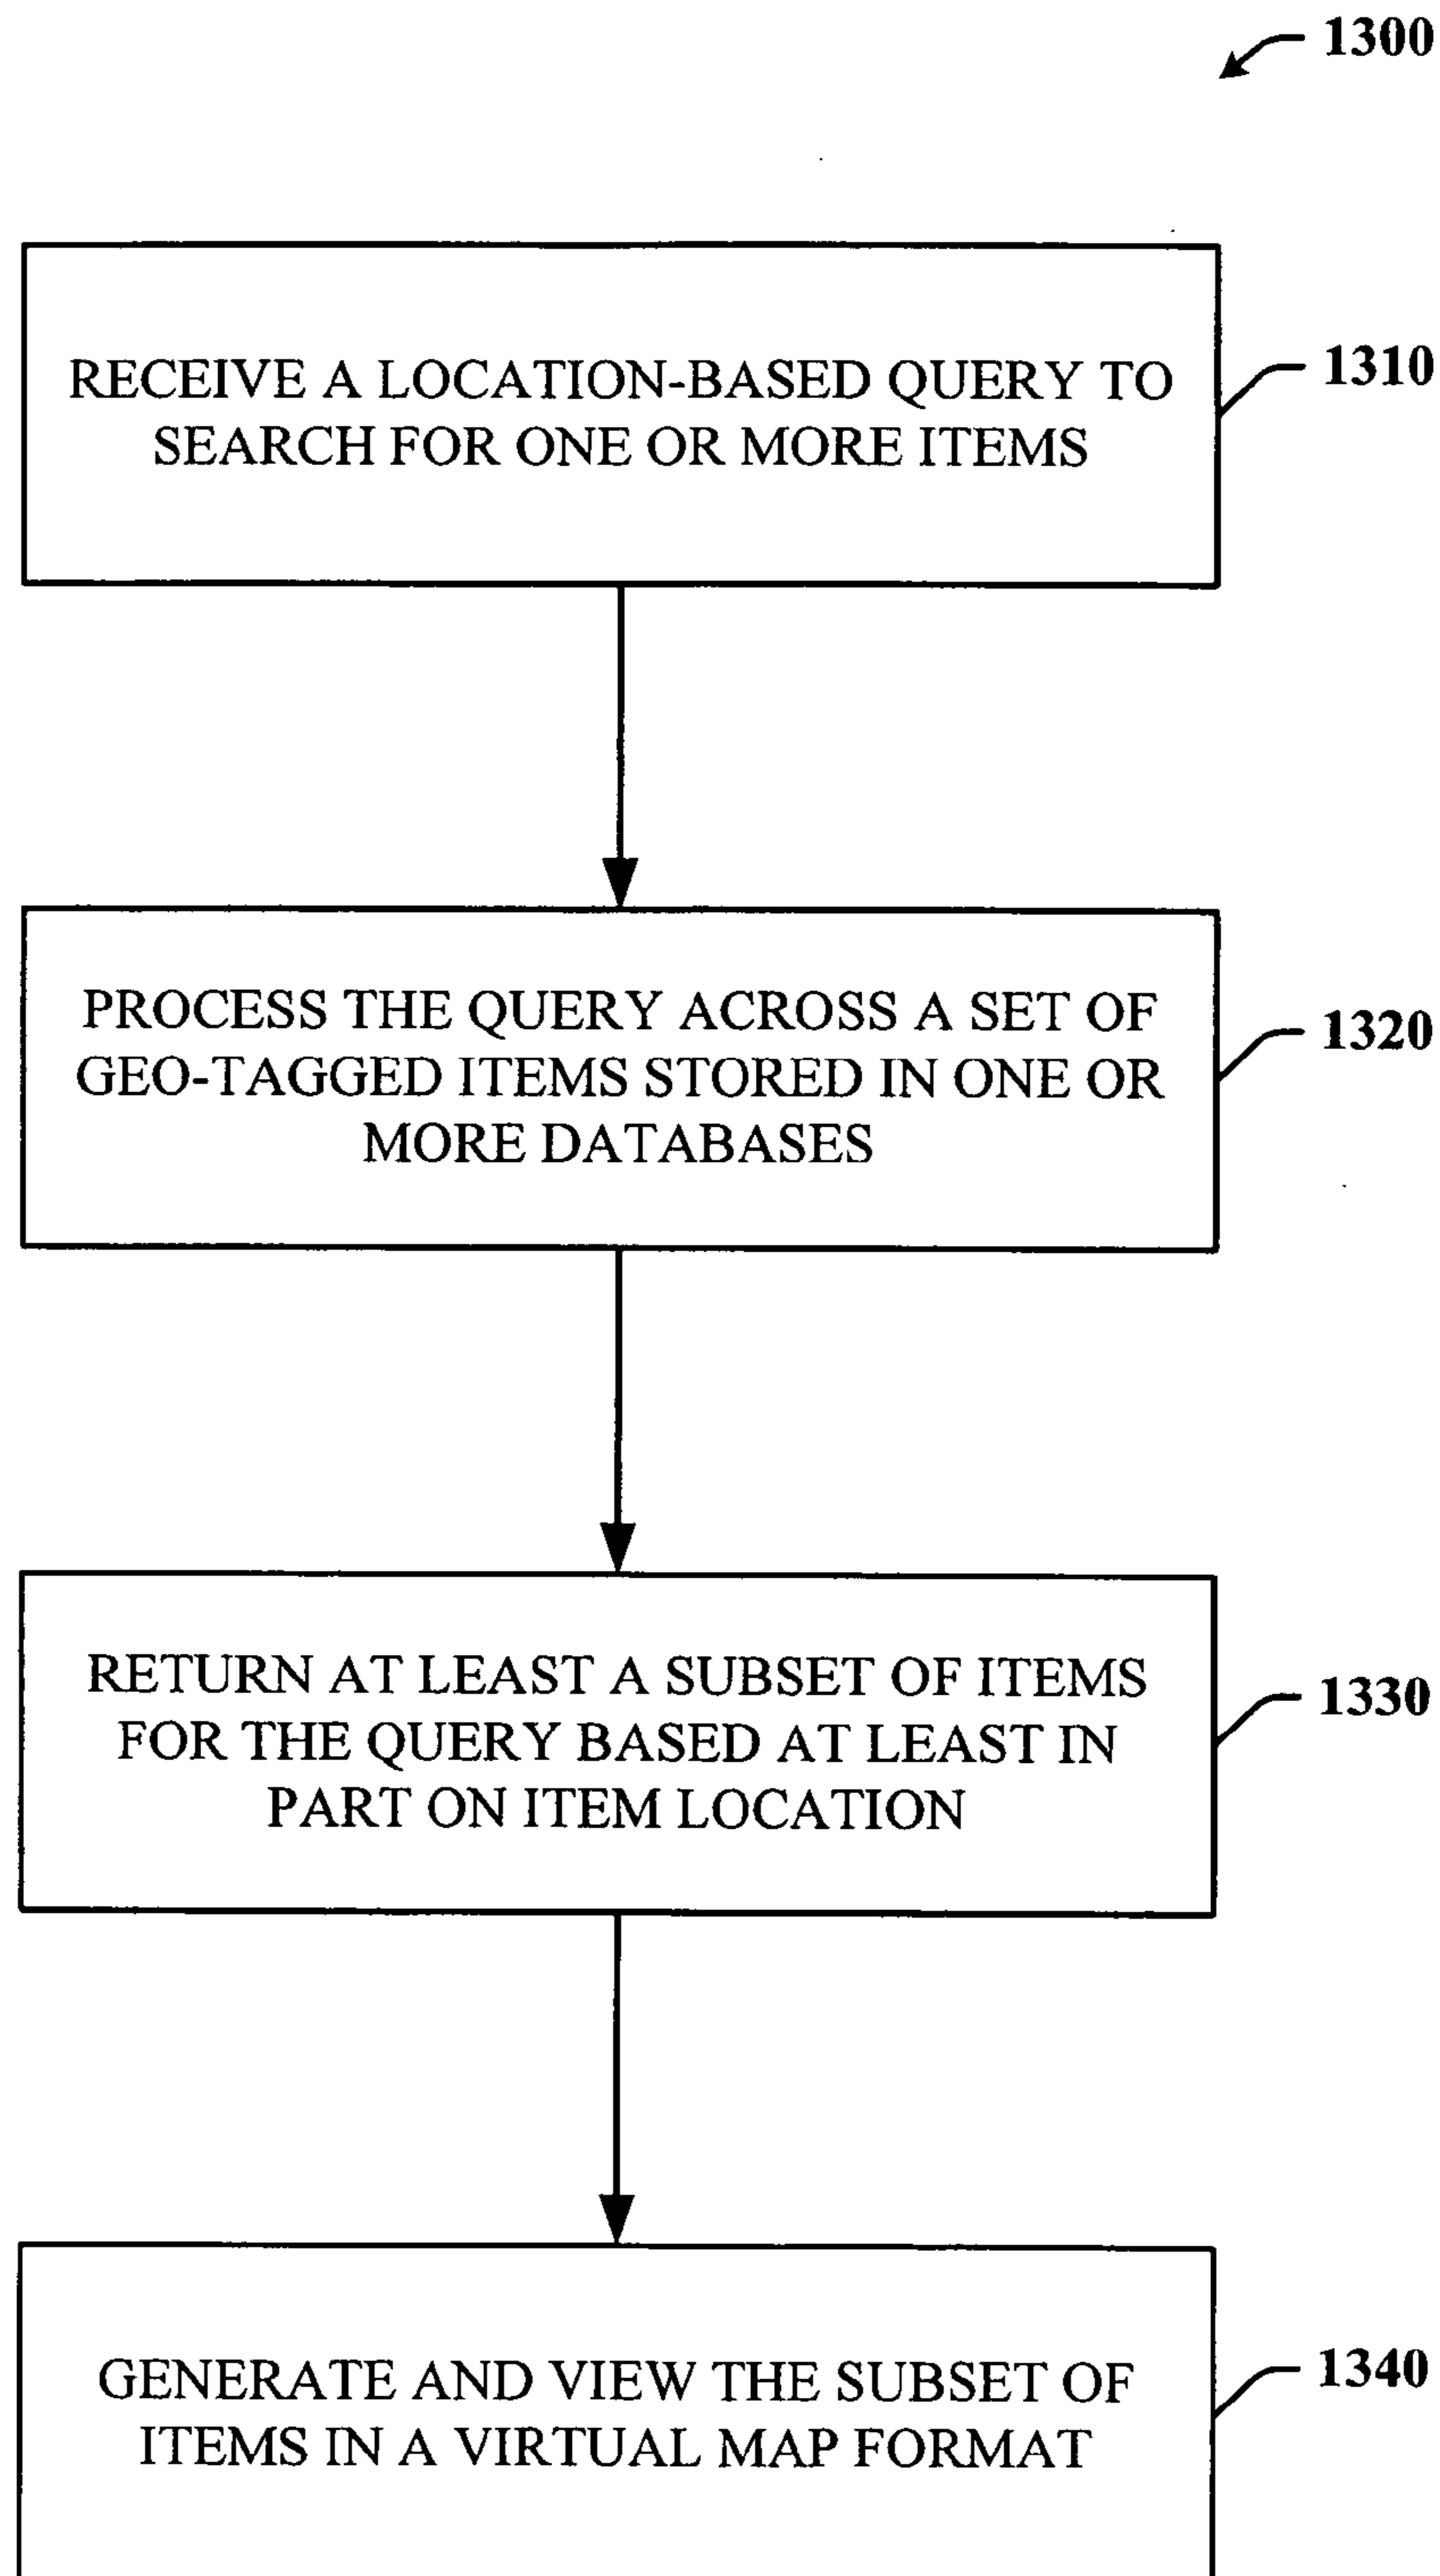 1300
RECEIVE A LOCATION-BASED QUERY TO
SEARCH FOR ONE OR MORE ITEMS
1310
PROCESS THE QUERY ACROSS A SET OF
GEO-TAGGED ITEMS STORED IN ONE OR
MORE DATABASES
1320
RETURN AT LEAST A SUBSET OF ITEMS
FOR THE QUERY BASED AT LEAST IN
PART ON ITEM LOCATION
1330
GENERATE AND VIEW THE SUBSET OF
ITEMS IN A VIRTUAL MAP FORMAT
1340